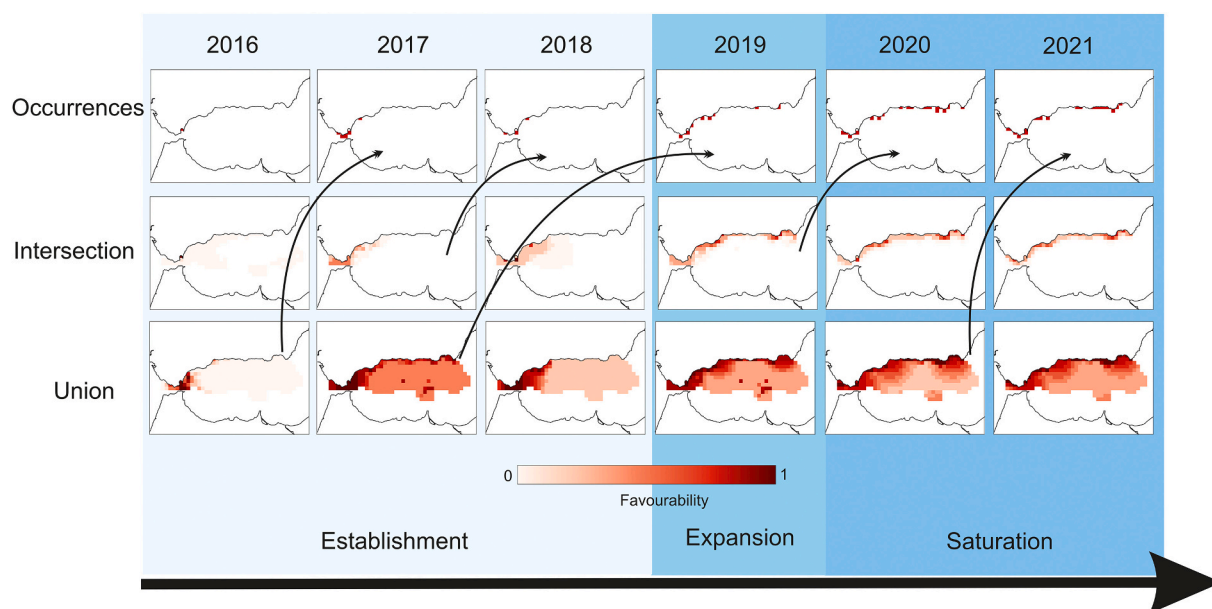 2016 2017 2018 2019 2020 2021
Occurrences
Intersection
Union
0 1
Favourability
Establishment Expansion Saturation